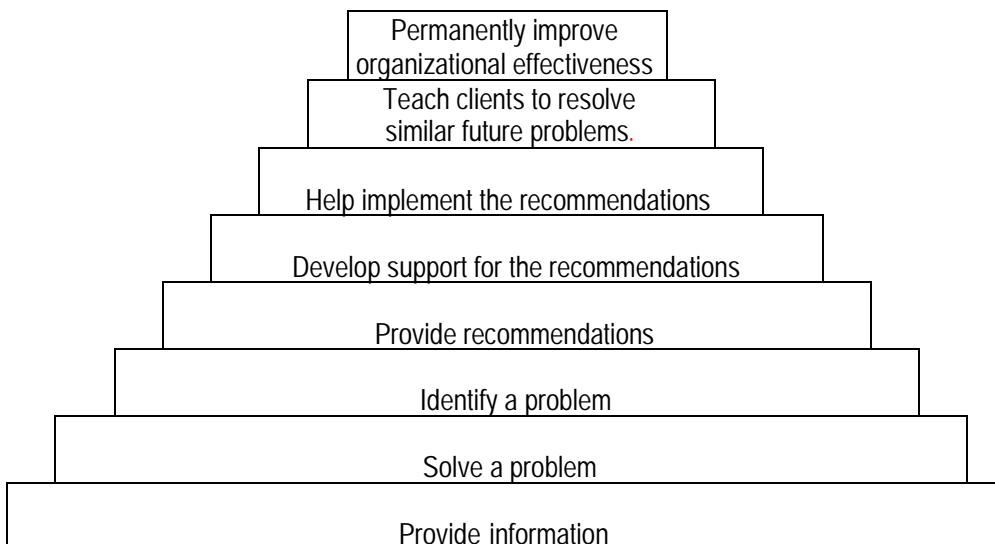 Permanently improve
organizational effectiveness
Teach clients to resolve
similar future problems.
Help implement the recommendations
Develop support for the recommendations
Provide recommendations
Identify a problem
Solve a problem
Provide information